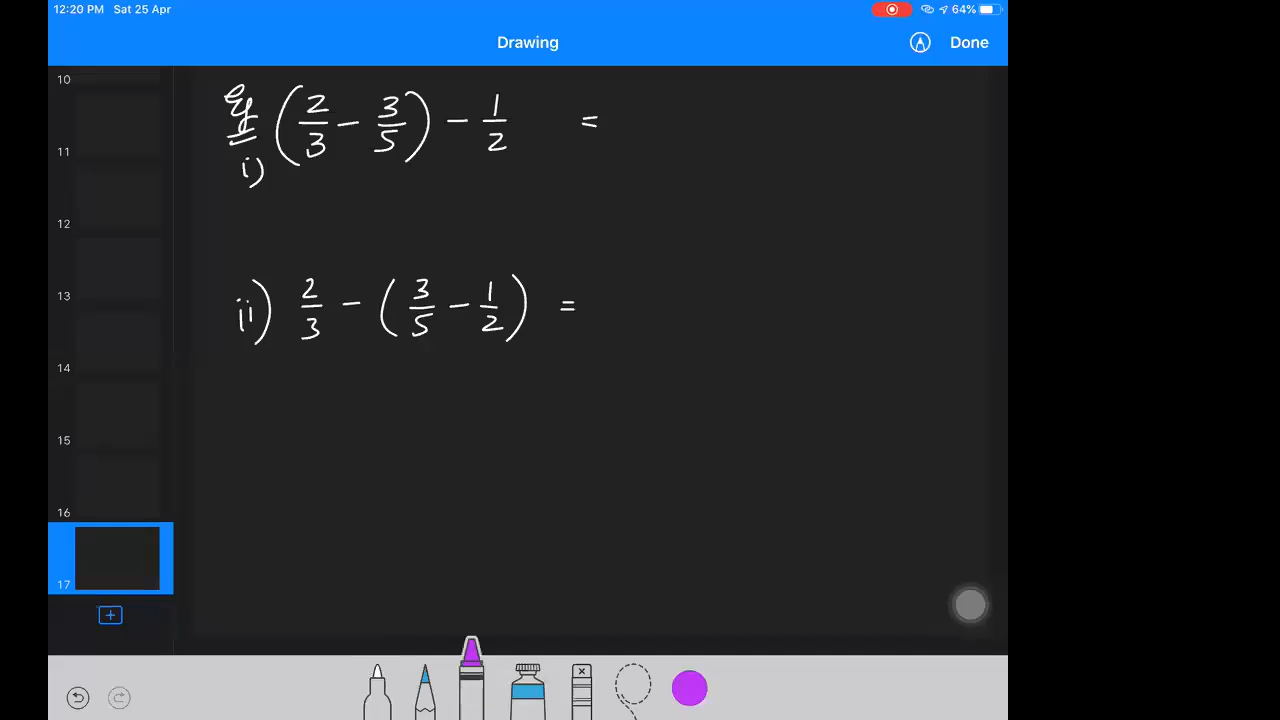 12:20 PM Sat 25 Apr 64%
Drawing Done
10
eg (2/3 - 3/5) - 1/2 =
11
i)
12
13
ii) 2/3 - (3/5 - 1/2) =
14
15
16
17